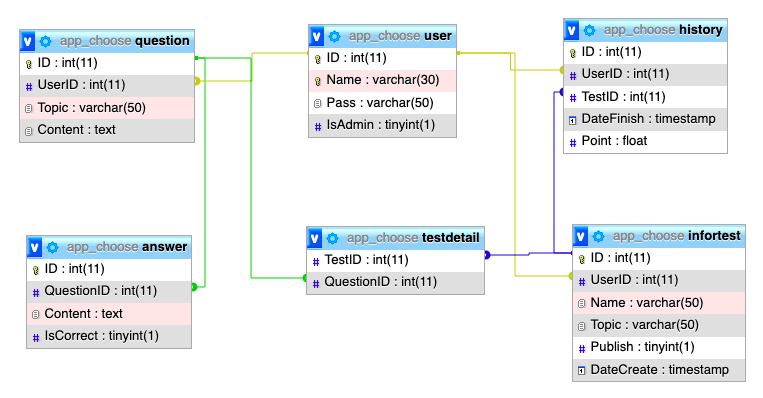 app_choose question
ID : int(11)
UserID : int(11)
Topic : varchar(50)
Content : text
app_choose user
ID : int(11)
Name : varchar(30)
Pass : varchar(50)
IsAdmin : tinyint(1)
app_choose history
ID : int(11)
UserID : int(11)
TestID : int(11)
DateFinish : timestamp
Point : float
app_choose answer
ID : int(11)
QuestionID : int(11)
Content : text
IsCorrect : tinyint(1)
app_choose testdetail
TestID : int(11)
QuestionID : int(11)
app_choose infortest
ID : int(11)
UserID : int(11)
Name : varchar(50)
Topic : varchar(50)
Publish : tinyint(1)
DateCreate : timestamp